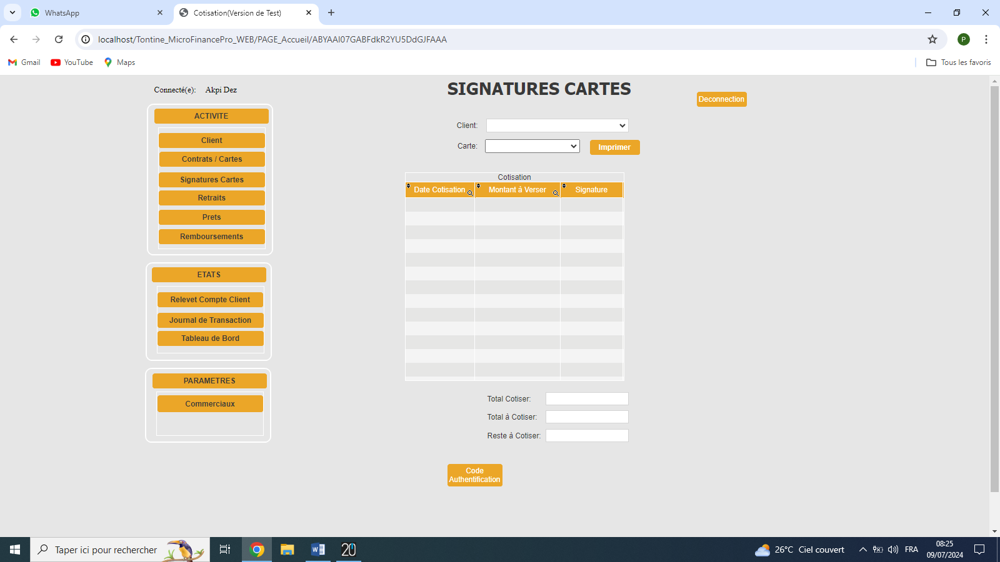 WhatsApp
Cotisation(Version de Test)
localhost/Tontine_MicroFinancePro_WEB/PAGE_Accueil/ABYAAI07GABFdkR2YU5DdGJFAAA
P
Gmail
YouTube
Maps
Tous les favoris
Connecté(e): Akpi Dez
SIGNATURES CARTES
Deconnection
ACTIVITE
Client
Contrats / Cartes
Signatures Cartes
Retraits
Prets
Remboursements
ETATS
Relevet Compte Client
Journal de Transaction
Tableau de Bord
PARAMETRES
Commerciaux
Client:
Carte:
Imprimer
Cotisation
Date Cotisation Montant à Verser Signature
Total Cotiser:
Total à Cotiser:
Reste à Cotiser:
Code
Authentification
Taper ici pour rechercher
W
20
26°C Ciel couvert
FRA
08:25
09/07/2024